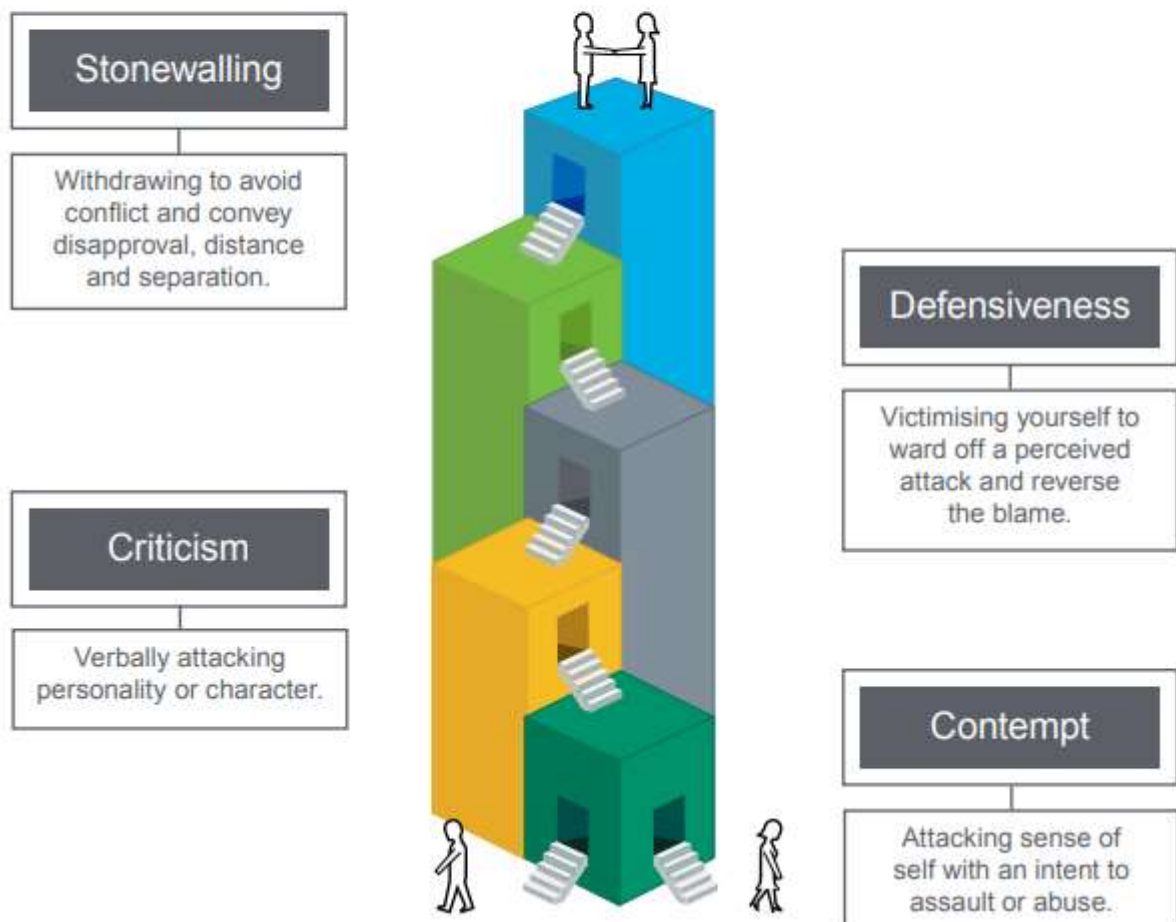 Stonewalling
Withdrawing to avoid
conflict and convey
disapproval, distance
and separation.
Defensiveness
Victimising yourself to
ward off a perceived
attack and reverse
the blame.
Criticism
Verbally attacking
personality or character.
Contempt
Attacking sense of
self with an intent to
assault or abuse.